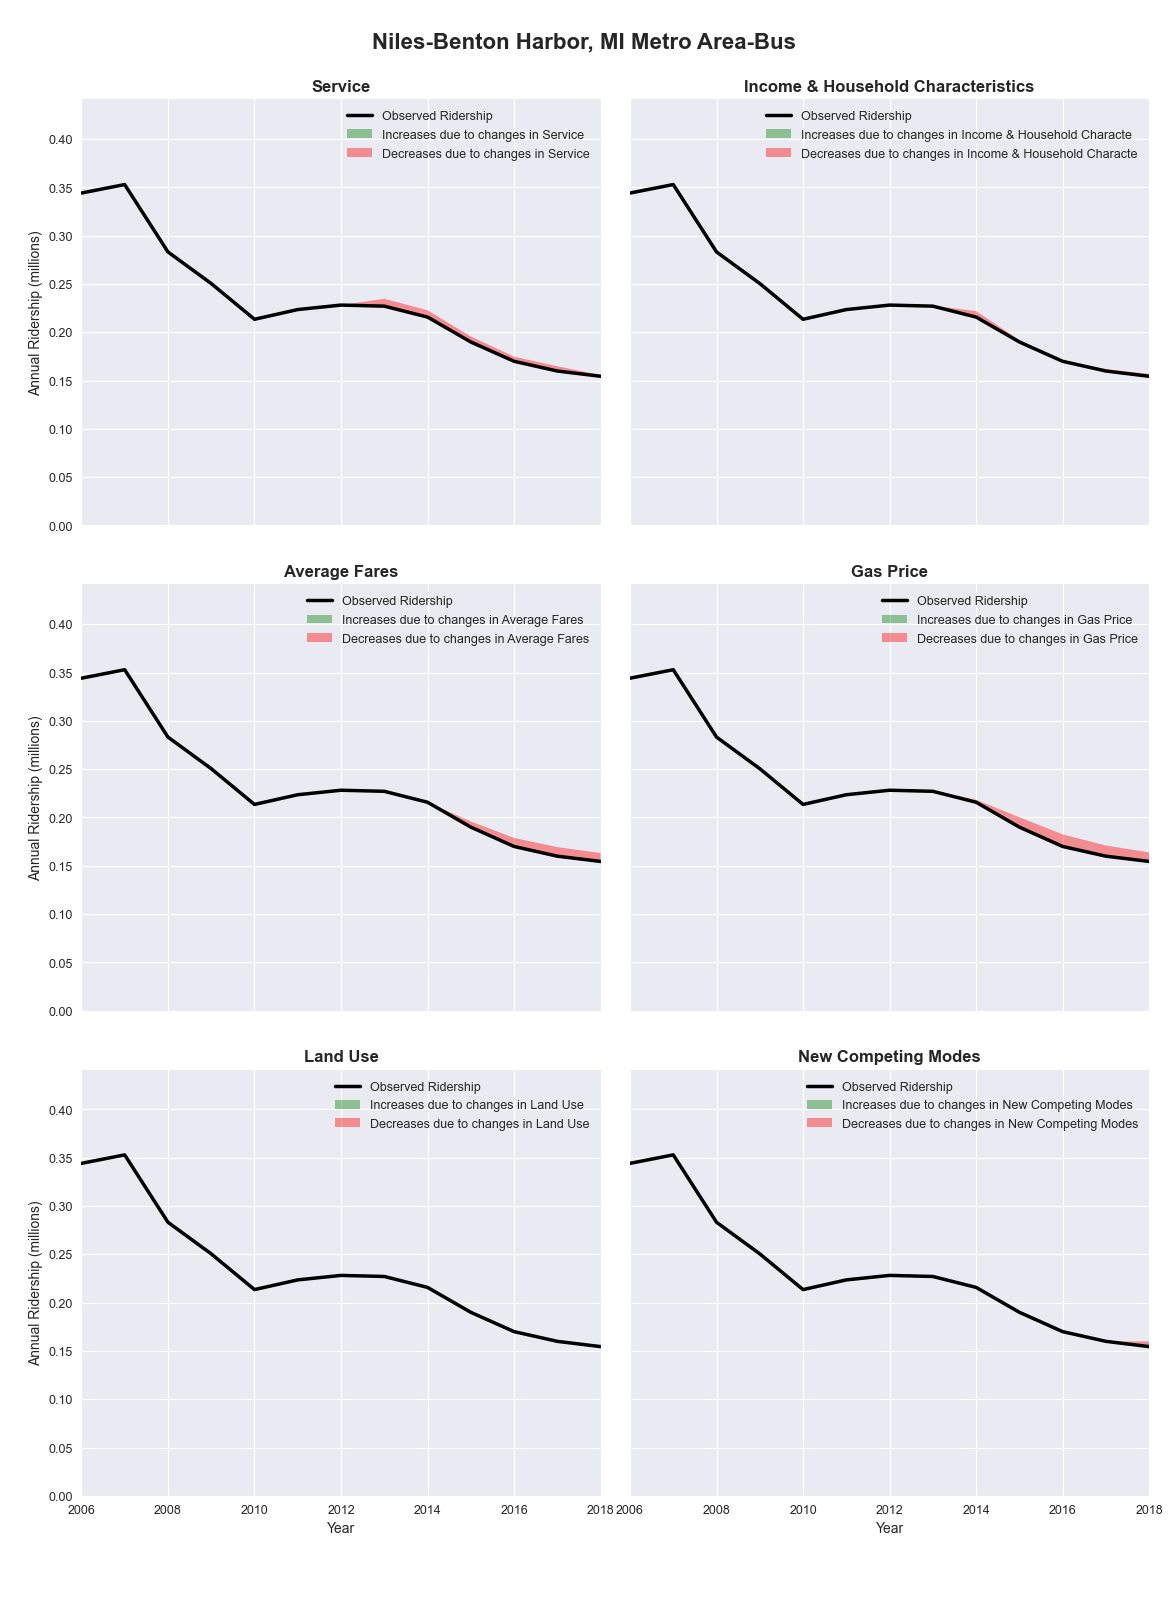 Niles-Benton Harbor, MI Metro Area-Bus
Service
Observed Ridership
Increases due to changes in Service
Decreases due to changes in Service
0.40
0.35
0.30
0.25
0.20
0.15
0.10
0.05
0.00
Annual Ridership (millions)
Income & Household Characteristics
Observed Ridership
Increases due to changes in Income & Household Characte
Decreases due to changes in Income & Household Characte
Average Fares
Observed Ridership
Increases due to changes in Average Fares
Decreases due to changes in Average Fares
0.40
0.35
0.30
0.25
0.20
0.15
0.10
0.05
0.00
Annual Ridership (millions)
Gas Price
Observed Ridership
Increases due to changes in Gas Price
Decreases due to changes in Gas Price
Land Use
Observed Ridership
Increases due to changes in Land Use
Decreases due to changes in Land Use
0.40
0.35
0.30
0.25
0.20
0.15
0.10
0.05
0.00
Annual Ridership (millions)
2006 2008 2010 2012 2014 2016 2018
Year
New Competing Modes
Observed Ridership
Increases due to changes in New Competing Modes
Decreases due to changes in New Competing Modes
2006 2008 2010 2012 2014 2016 2018
Year